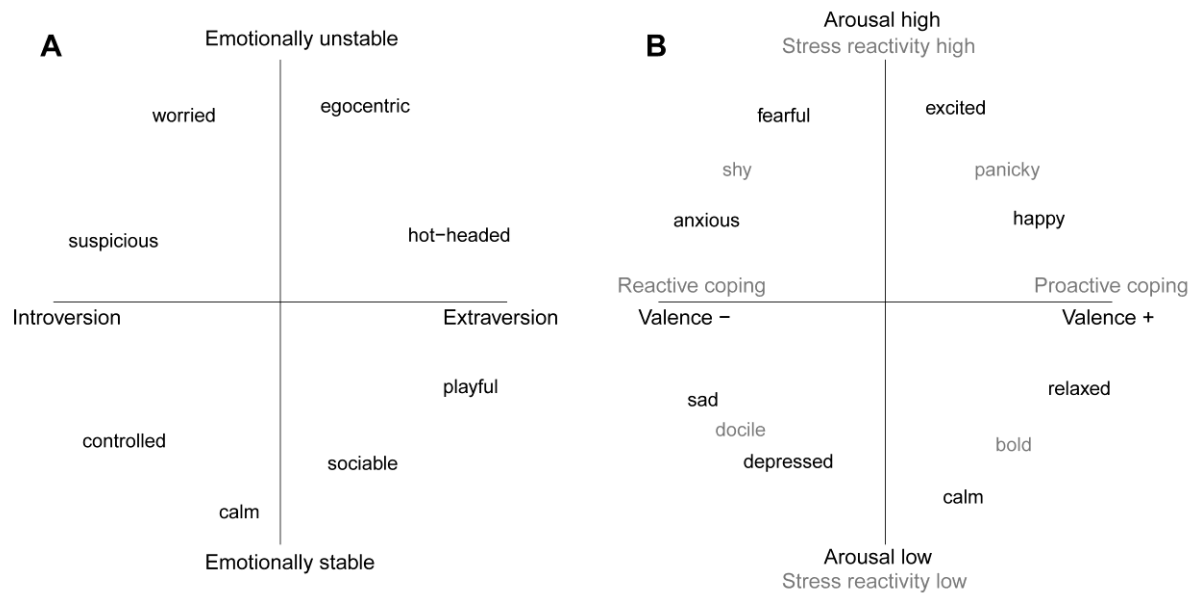 A
Emotionally unstable
worried
egocentric
suspicious
hot−headed
Introversion
Extraversion
playful
controlled
sociable
calm
Emotionally stable
B
Arousal high
Stress reactivity high
fearful
excited
shy
panicky
anxious
happy
Reactive coping
Proactive coping
Valence −
Valence +
sad
relaxed
docile
bold
depressed
calm
Arousal low
Stress reactivity low